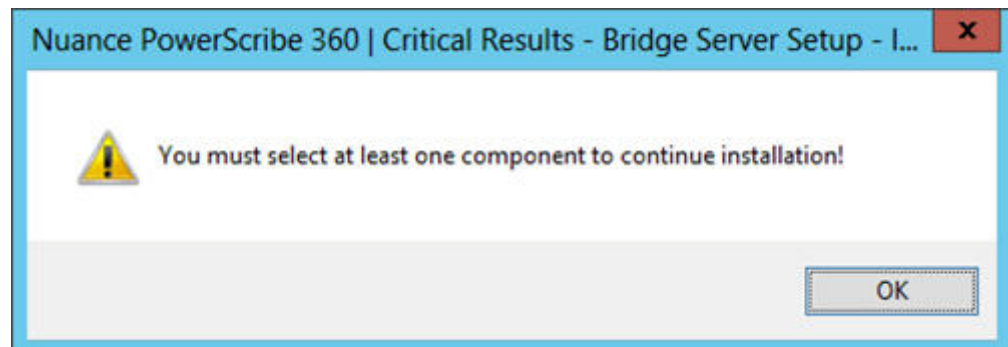 Nuance PowerScribe 360 | Critical Results - Bridge Server Setup - I...
x
You must select at least one component to continue installation!
OK